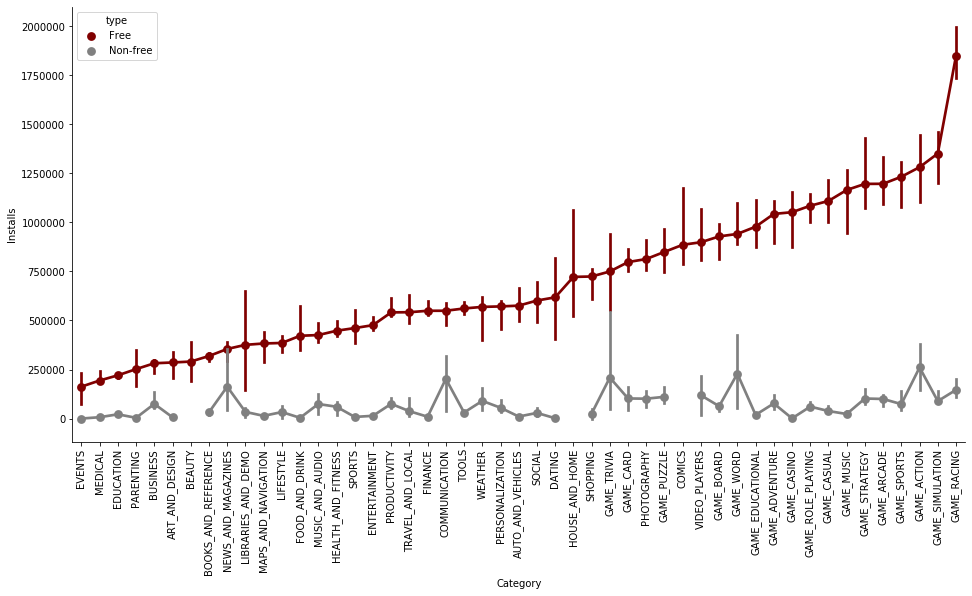 type
Free
Non-free
2000000
1750000
1500000
1250000
1000000
750000
500000
250000
0
Installs
EVENTS
MEDICAL
EDUCATION
PARENTING
BUSINESS
ART_AND_DESIGN
BEAUTY
BOOKS_AND_REFERENCE
NEWS_AND_MAGAZINES
LIBRARIES_AND_DEMO
MAPS_AND_NAVIGATION
LIFESTYLE
FOOD_AND_DRINK
MUSIC_AND_AUDIO
HEALTH_AND_FITNESS
SPORTS
ENTERTAINMENT
PRODUCTIVITY
TRAVEL_AND_LOCAL
FINANCE
COMMUNICATION
TOOLS
WEATHER
PERSONALIZATION
AUTO_AND_VEHICLES
SOCIAL
DATING
HOUSE_AND_HOME
SHOPPING
GAME_TRIVIA
GAME_CARD
PHOTOGRAPHY
GAME_PUZZLE
COMICS
VIDEO_PLAYERS
GAME_BOARD
GAME_WORD
GAME_EDUCATIONAL
GAME_ADVENTURE
GAME_CASINO
GAME_ROLE_PLAYING
GAME_CASUAL
GAME_MUSIC
GAME_STRATEGY
GAME_ARCADE
GAME_SPORTS
GAME_ACTION
GAME_SIMULATION
GAME_RACING
Category